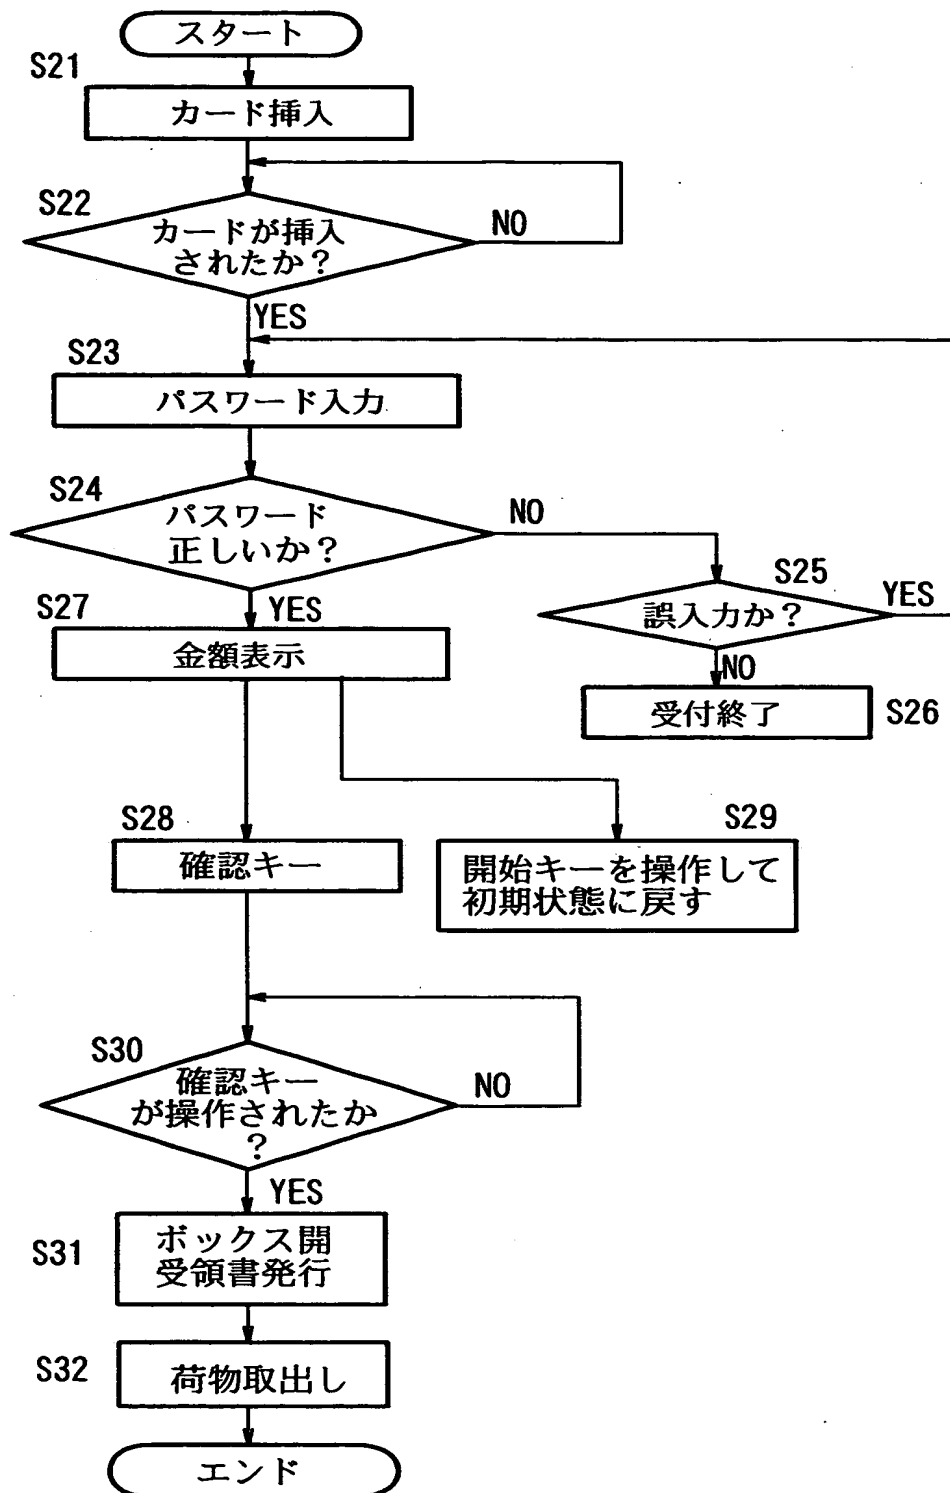 スタート
S21
カード挿入
S22
カードが挿入
されたか？
NO
YES
S23
パスワード入力
S24
パスワード
正しいか？
NO
S25
YES
誤入力か？
S27
YES
金額表示
NO
受付終了
S26
S28
確認キー
S29
開始キーを操作して
初期状態に戻す
S30
確認キー
が操作されたか
？
NO
YES
S31
ボックス開
受領書発行
S32
荷物取出し
エンド